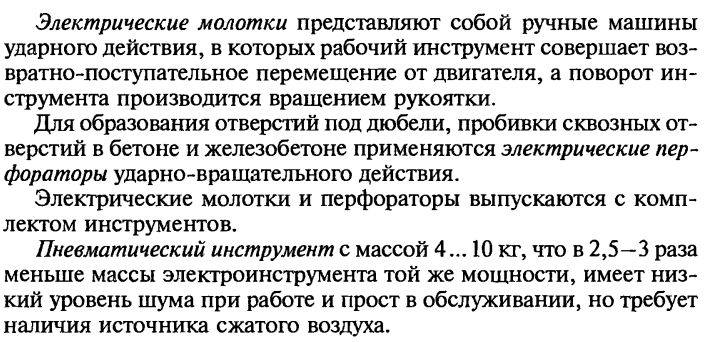 Электрические молотки представляют собой ручные машины
ударного действия, в которых рабочий инструмент совершает воз-
вратно-поступательное перемещение от двигателя, а поворот ин-
струмента производится вращением рукоятки.
Для образования отверстий под дюбели, пробивки сквозных от-
верстий в бетоне и железобетоне применяются электрические пер-
фораторы ударно-вращательного действия.
Электрические молотки и перфораторы выпускаются с комп-
лектом инструментов.
Пневматический инструмент с массой 4... 10 кг, что в 2,5—3 раза
меньше массы электроинструмента той же мощности, имеет низ-
кий уровень шума при работе и прост в обслуживании, но требует
наличия источника сжатого воздуха.